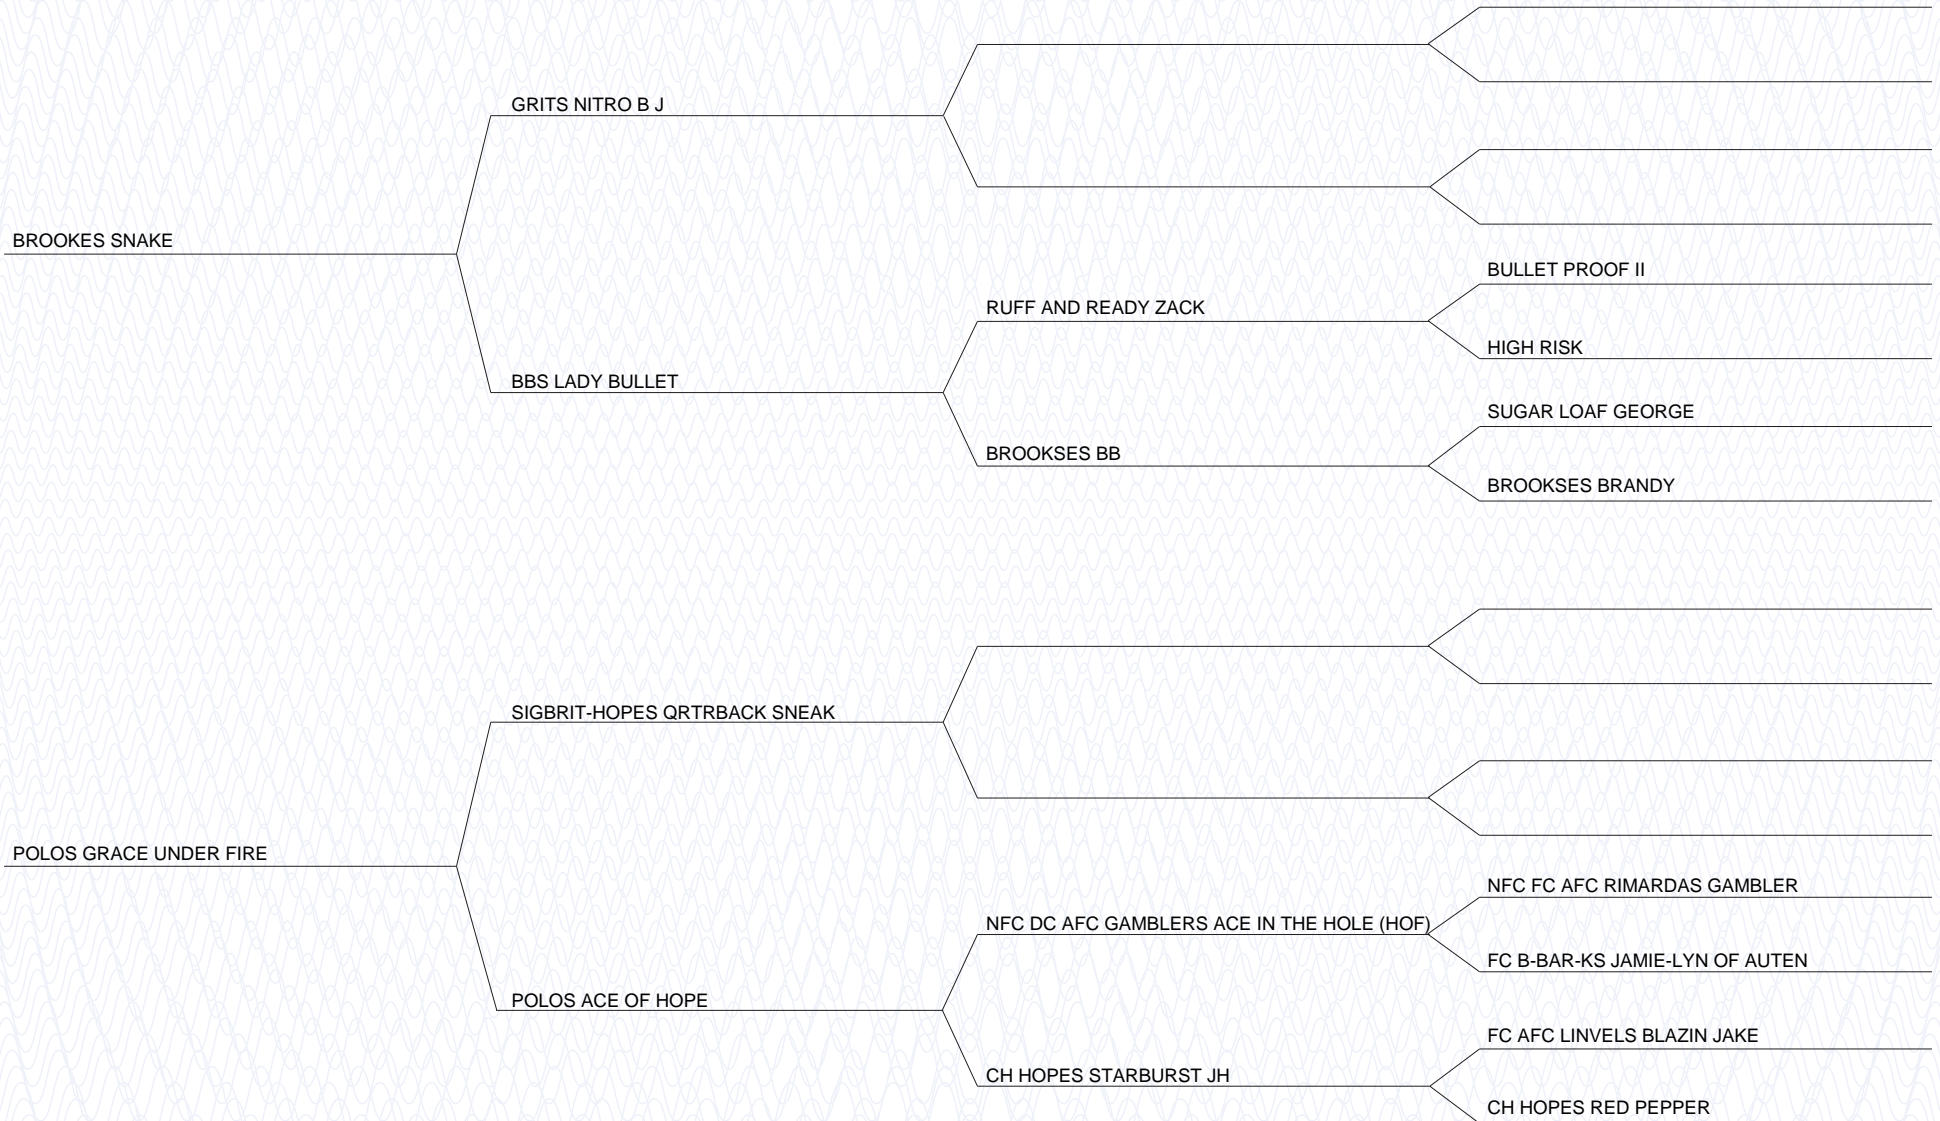 GRITS NITRO B J
BROOKES SNAKE
BULLET PROOF II
RUFF AND READY ZACK
HIGH RISK
BBS LADY BULLET
SUGAR LOAF GEORGE
BROOKSES BB
BROOKSES BRANDY
SIGBRIT-HOPES QRTRBACK SNEAK
POLOS GRACE UNDER FIRE
NFC FC AFC RIMARDAS GAMBLER
NFC DC AFC GAMBLERS ACE IN THE HOLE (HOF)
FC B-BAR-KS JAMIE-LYN OF AUTEN
POLOS ACE OF HOPE
FC AFC LINVELS BLAZIN JAKE
CH HOPES STARBURST JH
CH HOPES RED PEPPER